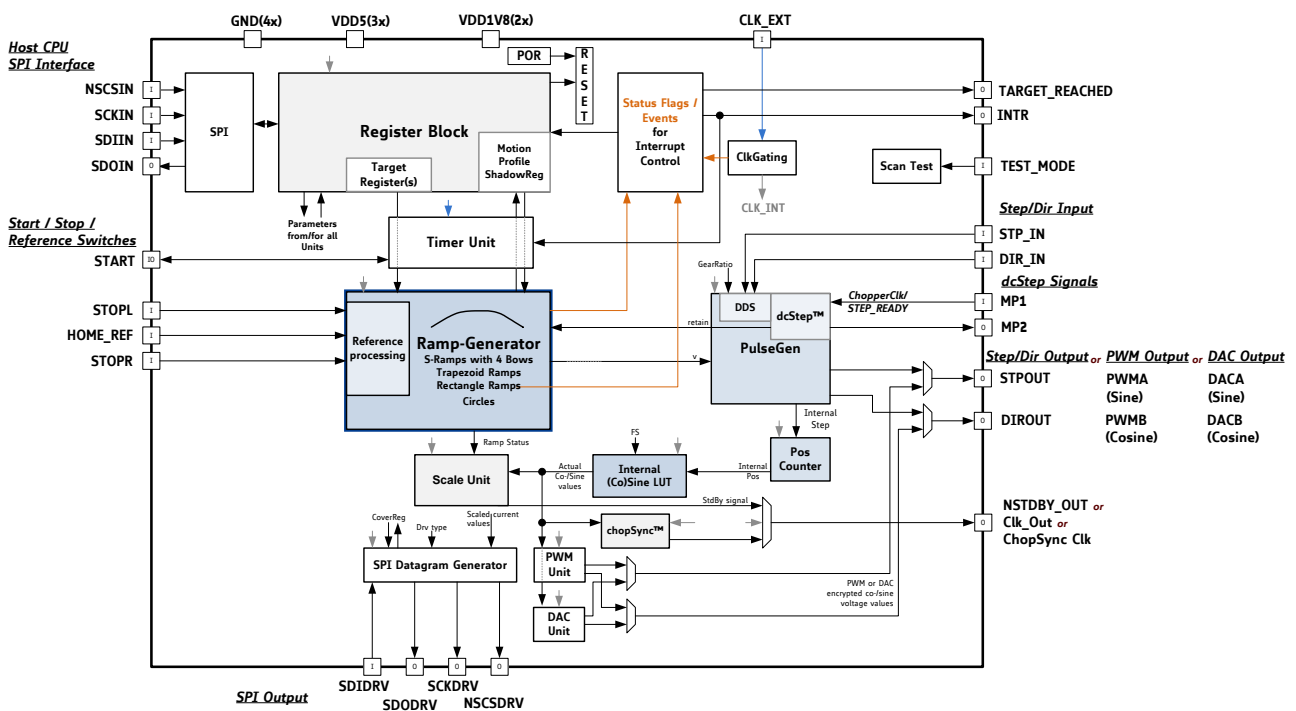 GND(4x)
VDD5(3x)
VDD1V8(2x)
CLK_EXT
I
Host CPU
SPI Interface
NSCSIN
I
SCKIN
I
SDIIN
I
SDOIN
O
SPI
Register Block
Target
Register(s)
Motion
Profile
ShadowReg
POR
R
E
S
E
T
Status Flags /
Events
for
Interrupt
Control
ClkGating
CLK_INT
Scan Test
O
TARGET_REACHED
O
INTR
I
TEST_MODE
Parameters
from/for all
Units
Timer Unit
Start / Stop /
Reference Switches
START
IO
STOPL
I
HOME_REF
I
STOPR
I
Reference
processing
Ramp-Generator
S-Ramps with 4 Bows
Trapezoid Ramps
Rectangle Ramps
Circles
Step/Dir Input
I
STP_IN
I
DIR_IN
dcStep Signals
I
MP1
O
MP2
GearRatio
DDS
dcStep™
PulseGen
ChopperClk/
STEP_READY
retain
v
Step/Dir Output or PWM Output or DAC Output
O
STPOUT
PWMA
(Sine)
DACA
(Sine)
O
DIROUT
PWMB
(Cosine)
DACB
(Cosine)
Internal
Step
Pos
Counter
Internal
Pos
FS
Internal
(Co)Sine LUT
Actual
Co-/Sine
values
Ramp Status
Scale Unit
StdBy signal
chopSync™
O
NSTDBY_OUT or
Clk_Out or
ChopSync Clk
CoverReg
Drv type
Scaled current
values
SPI Datagram Generator
PWM
Unit
DAC
Unit
PWM or DAC
encrypted co-/sine
voltage values
I
O
O
O
SDIDRV
SDODRV
SCKDRV
NSCSDRV
SPI Output